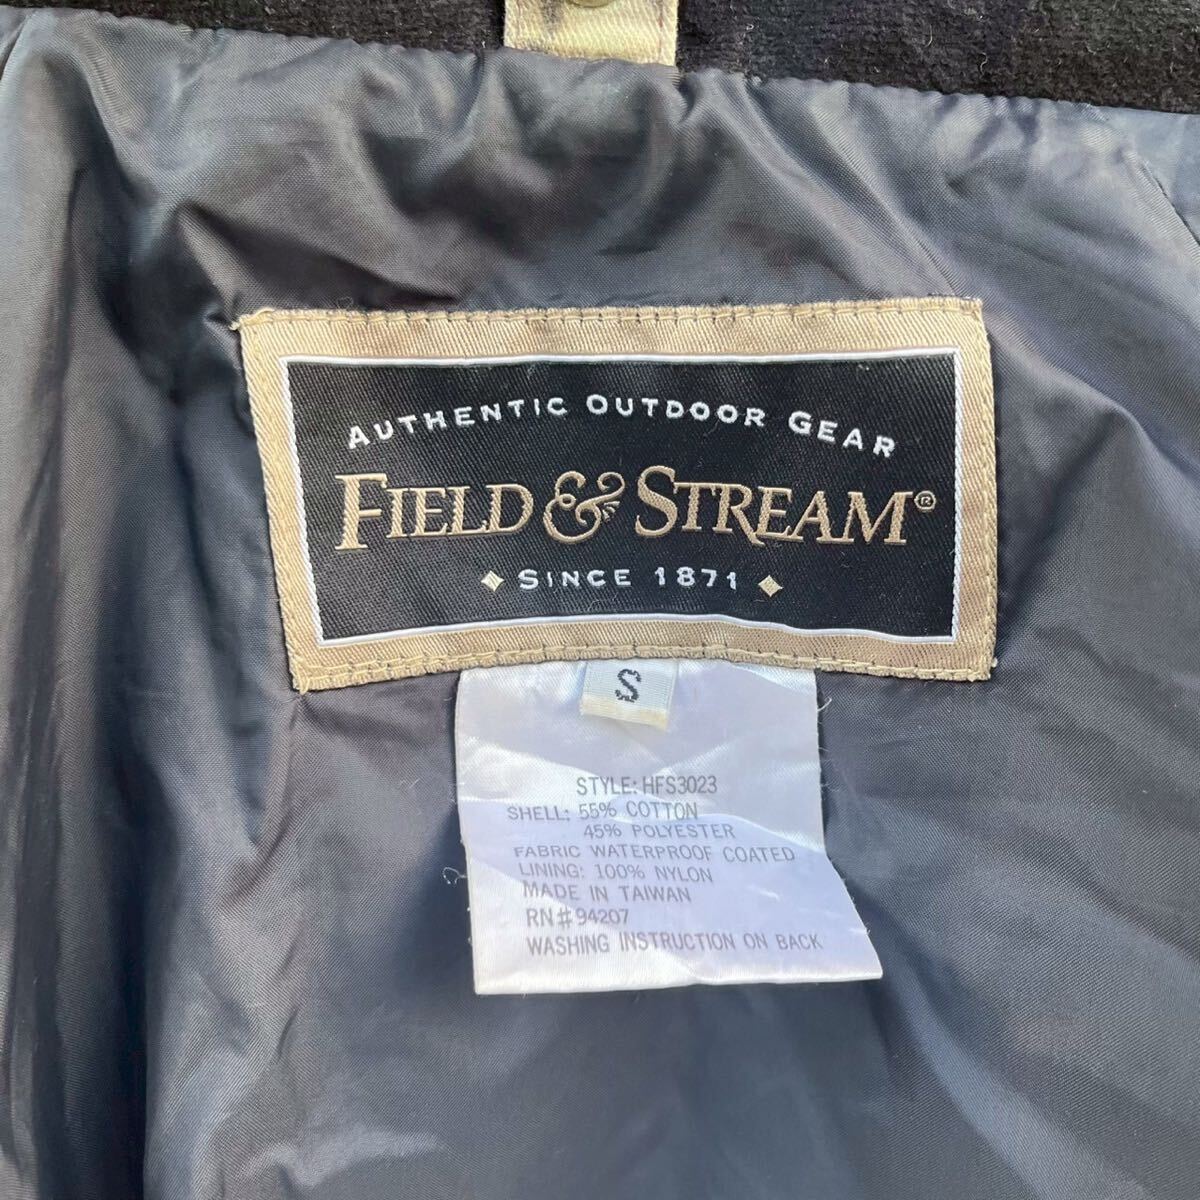 AUTHENTIC OUTDOOR GEAR
FIELD & STREAM®
SINCE 1871
S
STYLE: HFS3023
SHELL: 55% COTTON
45% POLYESTER
FABRIC WATERPROOF COATED
LINING: 100% NYLON
MADE IN TAIWAN
RN# 94207
WASHING INSTRUCTION ON BACK